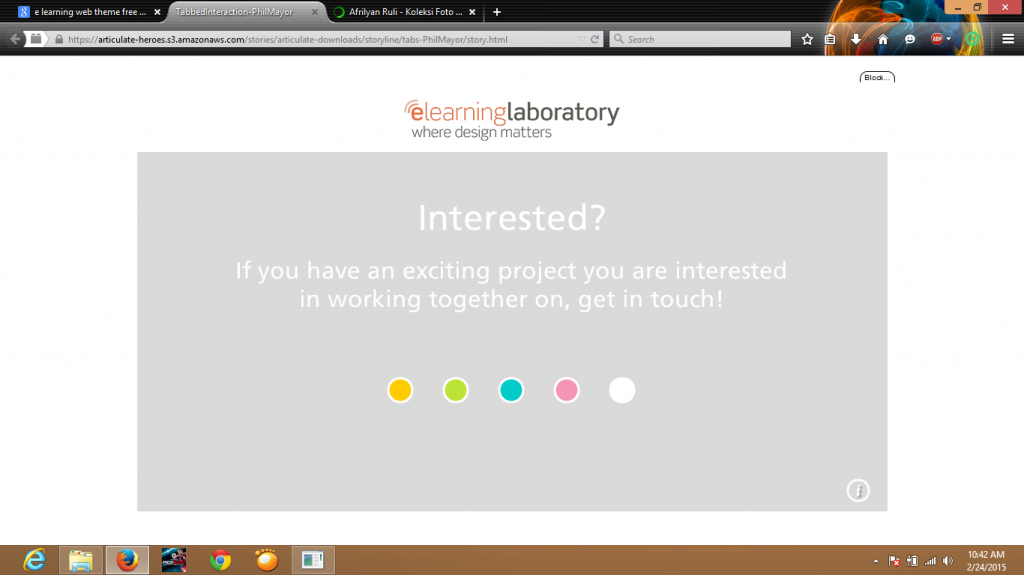 e learning web theme free ...
TabbedInteraction-PhilMayor
Afrilyan Ruli - Koleksi Foto ...
https://articulate-heroes.s3.amazonaws.com/stories/articulate-downloads/storyline/tabs-PhilMayor/story.html
Search
ABP
Block...
elearninglaboratory
where design matters
Interested?
If you have an exciting project you are interested
in working together on, get in touch!
i
10:42 AM
2/24/2015